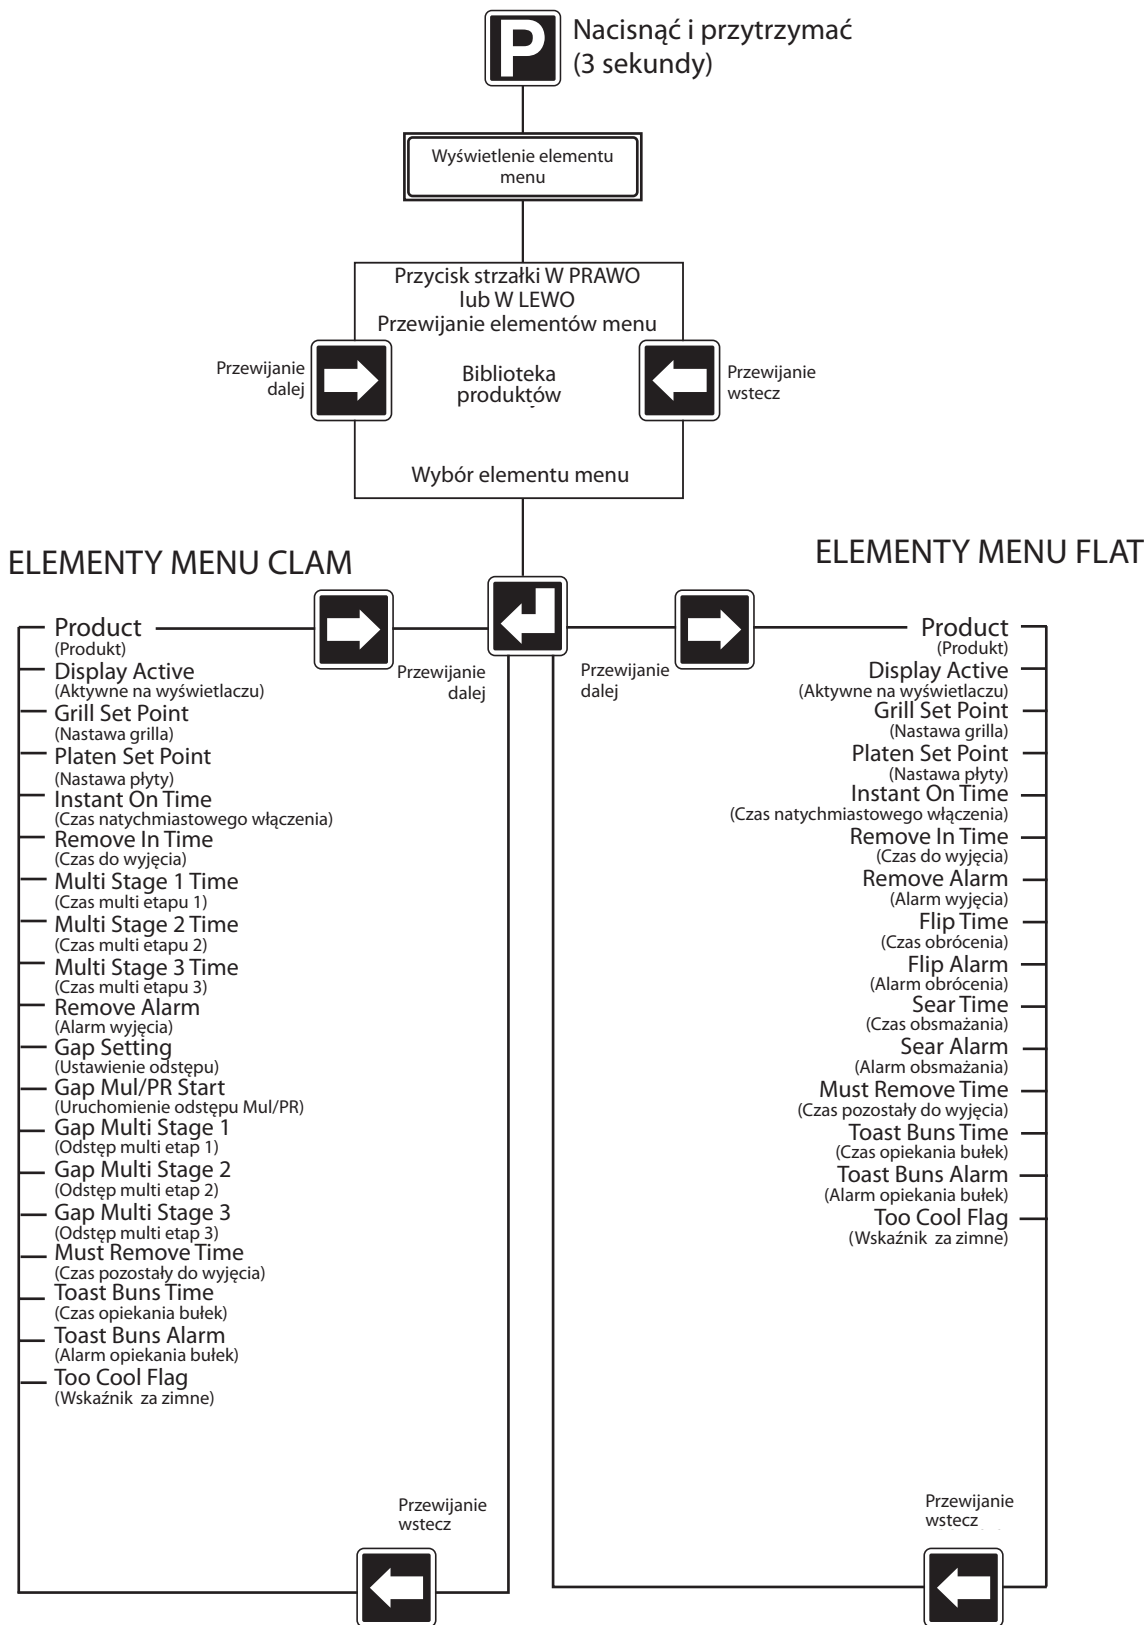 P
Nacisnąć i przytrzymać
(3 sekundy)
Wyświetlenie elementu
menu
Przycisk strzałki W PRAWO
lub W LEWO
Przewijanie elementów menu
Przewijanie
dalej
Biblioteka
produktów
Przewijanie
wstecz
Wybór elementu menu
ELEMENTY MENU CLAM
ELEMENTY MENU FLAT
Przewijanie
dalej
Przewijanie
dalej
Product
(Produkt)
Display Active
(Aktywne na wyświetlaczu)
Grill Set Point
(Nastawa grilla)
Platen Set Point
(Nastawa płyty)
Instant On Time
(Czas natychmiastowego włączenia)
Remove In Time
(Czas do wyjęcia)
Multi Stage 1 Time
(Czas multi etapu 1)
Multi Stage 2 Time
(Czas multi etapu 2)
Multi Stage 3 Time
(Czas multi etapu 3)
Remove Alarm
(Alarm wyjęcia)
Gap Setting
(Ustawienie odstępu)
Gap Mul/PR Start
(Uruchomienie odstępu Mul/PR)
Gap Multi Stage 1
(Odstęp multi etap 1)
Gap Multi Stage 2
(Odstęp multi etap 2)
Gap Multi Stage 3
(Odstęp multi etap 3)
Must Remove Time
(Czas pozostały do wyjęcia)
Toast Buns Time
(Czas opiekania bułek)
Toast Buns Alarm
(Alarm opiekania bułek)
Too Cool Flag
(Wskaźnik za zimne)
Przewijanie
wstecz
Product
(Produkt)
Display Active
(Aktywne na wyświetlaczu)
Grill Set Point
(Nastawa grilla)
Platen Set Point
(Nastawa płyty)
Instant On Time
(Czas natychmiastowego włączenia)
Remove In Time
(Czas do wyjęcia)
Remove Alarm
(Alarm wyjęcia)
Flip Time
(Czas obrócenia)
Flip Alarm
(Alarm obrócenia)
Sear Time
(Czas obsmażania)
Sear Alarm
(Alarm obsmażania)
Must Remove Time
(Czas pozostały do wyjęcia)
Toast Buns Time
(Czas opiekania bułek)
Toast Buns Alarm
(Alarm opiekania bułek)
Too Cool Flag
(Wskaźnik za zimne)
Przewijanie
wstecz